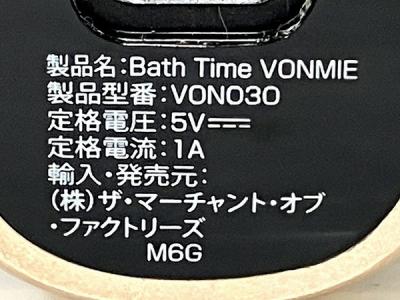 製品名:Bath Time VONMIE
製品型番:VON030
定格電圧:5V⎓
定格電流:1A
輸入・発売元:
(株)ザ・マーチャント・オブ
・ファクトリーズ
M6G